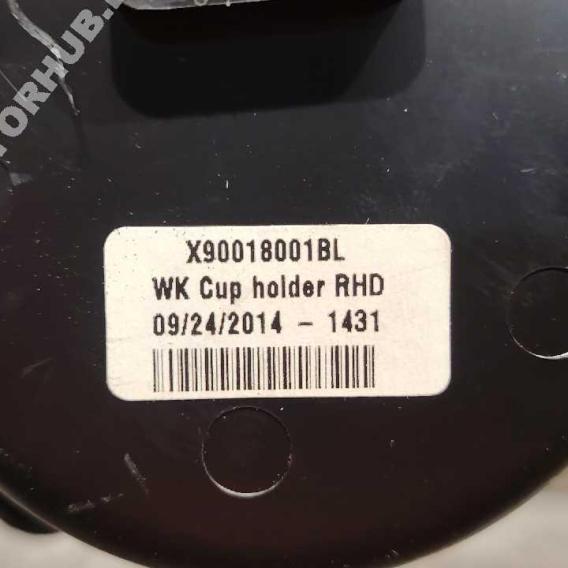 X90018001BL
WK Cup holder RHD
09/24/2014 - 1431